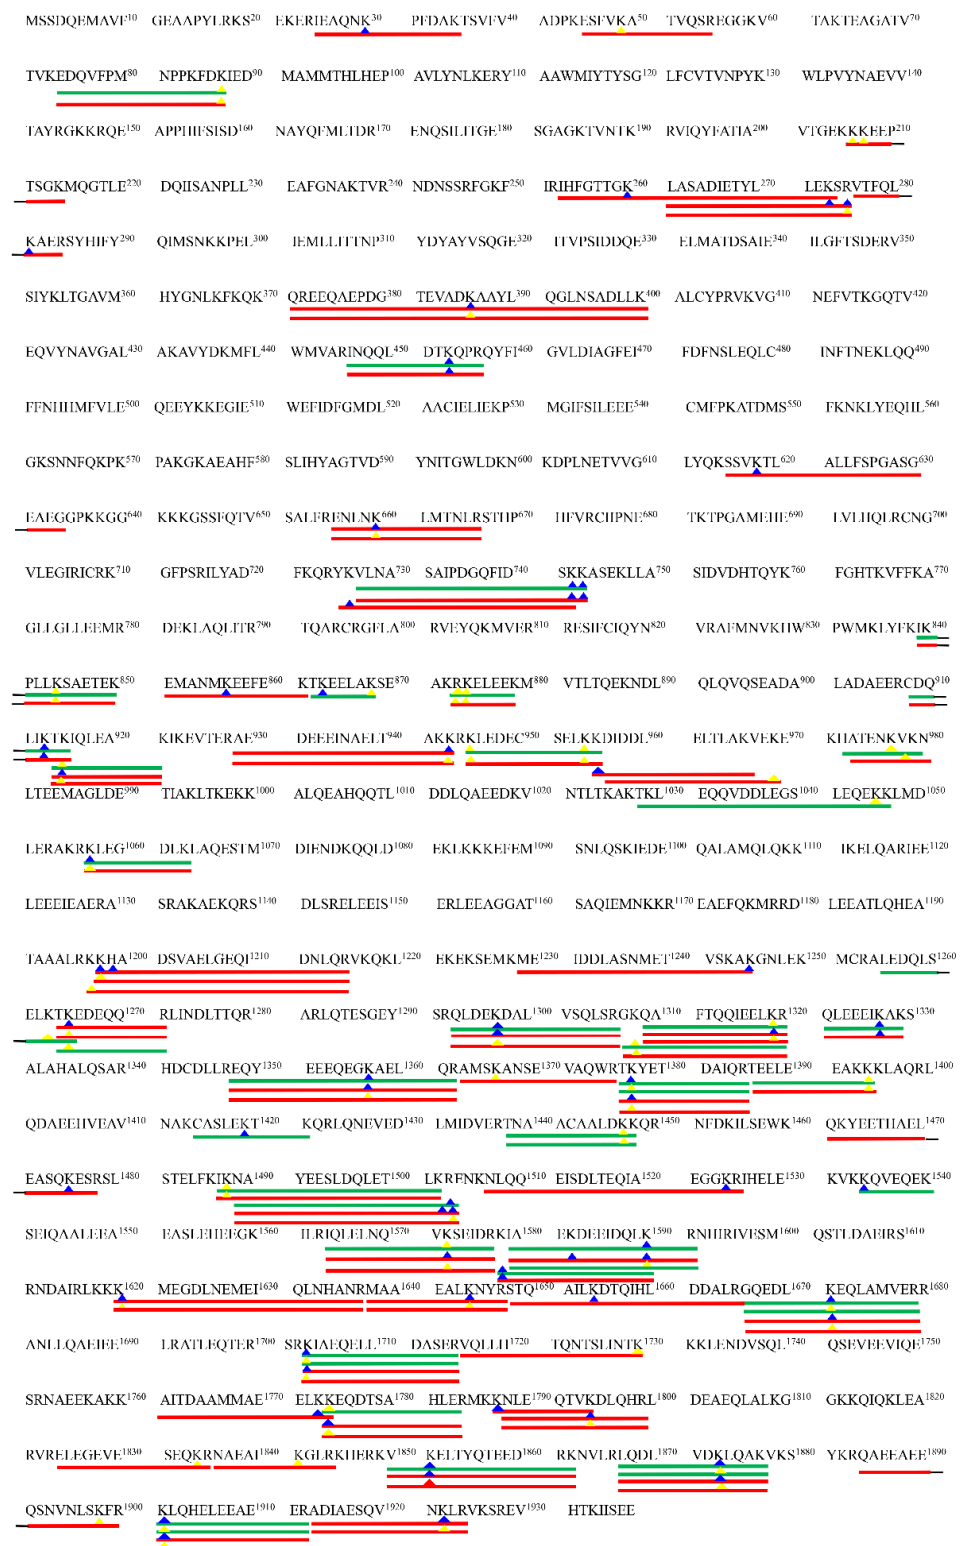 MSSDQEMAVF10 GEAAPYLRKS20 EKERIEAQNK30 PFDAKTSVFV40 ADPKESFVKA50 TVQSREGGKV60 TAKTEAGATV70
TVKEDQVFPM80 NPPKFDKIED90 MAMMTHLHEP100 AVLYNLKERY110 AAWMIYTYSG120 LFCVTVNPYK130 WLPVYNAEVV140
TAYRGKKRQE150 APPHIFSISD160 NAYQFMLTDR170 ENQSILITGE180 SGAGKTVNTK190 RVIQYFATIA200 VTGEKKKEEP210
TSGKMQGTLE220 DQIISANPLL230 EAFGNAKTVR240 NDNSSRFGKF250 IRIHFGTTGK260 LASADIETYL270 LEKSRVTFQL280
KAERSYHIFY290 QIMSNKKPEL300 IEMLLITTNP310 YDYAYVSQGE320 ITVPSIDDQE330 ELMATDSAIE340 ILGFTSDERV350
SIYKLTGAVM360 HYGNLKFKQK370 QREEQAEPDG380 TEVADKAAYL390 QGLNSADLLK400 ALCYPRVKVG410 NEFVTKGQTV420
EQVYNAVGAL430 AKAVYDKMFL440 WMVARINQQL450 DTKQPRQYFI460 GVLDIAGFEI470 FDFNSLEQLC480 INFTNEKLQQ490
FFNHHMFVLE500 QEEYKKEGIE510 WEFIDFGMDL520 AACIELIEKP530 MGIFSILEEE540 CMFPKATDMS550 FKNKLYEQHL560
GKSNNFQKPK570 PAKGKAEAHF580 SLIHYAGTVD590 YNITGWLDKN600 KDPLNETVVG610 LYQKSSVKTL620 ALLFSPGASG630
EAEGGPKKGG640 KKKGSSFQTV650 SALFRENLNK660 LMTNLRSTHP670 HFVRCIIPNE680 TKTPGAMEHE690 LVLHQLRCNG700
VLEGIRICRK710 GFPSRILYAD720 FKQRYKVLNA730 SAIPDGQFID740 SKKASEKLLA750 SIDVDHTQYK760 FGHTKVFFKA770
GLLGLLEEMR780 DEKLAQLITR790 TQARCRGFLA800 RVEYQKMVER810 RESIFCIQYN820 VRAFMNVKHW830 PWMKLYFKIK840
PLLKSAETEK850 EMANMKEEFE860 KTKEELAKSE870 AKRKELEEKM880 VTLTQEKNDL890 QLQVQSEADA900 LADAEERCDQ910
LIKTKIQLEA920 KIKEVTERAE930 DEEEINAELT940 AKKRKLEDEC950 SELKKDIDDL960 ELTLAKVEKE970 KHATENKVKN980
LTEEMAGLDE990 TIAKLTKEKK1000 ALQEAHQQTL1010 DDLQAEEDKV1020 NTLTKAKTKL1030 EQQVDDLEGS1040 LEQEKKLMD1050
LERAKRKLEG1060 DLKLAQESTM1070 DIENDKQQLD1080 EKLKKKEFEM1090 SNLQSKIEDE1100 QALAMQLQKK1110 IKELQARIEE1120
LEEEIEAERA1130 SRAKAEKQRS1140 DLSRELEEIS1150 ERLEEAGGAT1160 SAQIEMNKKR1170 EAEFQKMRRD1180 LEEATLQHEA1190
TAAALRKKHA1200 DSVAELGEQI1210 DNLQRVKQKL1220 EKEKSEMKME1230 IDDLASNMET1240 VSKAKGNLEK1250 MCRALEDQLS1260
ELKTKEDEQQ1270 RLINDLTTQR1280 ARLQTESGEY1290 SRQLDEKDAL1300 VSQLSRGKQA1310 FTQQIEELKR1320 QLEEEIKAKS1330
ALAHALQSAR1340 HDCDLLREQY1350 EEEQEGKAEL1360 QRAMSKANSE1370 VAQWRTKYET1380 DAIQRTEELE1390 EAKKKLAQRL1400
QDAEEHVEAV1410 NAKCASLEKT1420 KQRLQNEVED1430 LMIDVERTNA1440 ACAALDKKQR1450 NFDKILSEWK1460 QKYEETHAEL1470
EASQKESRSL1480 STELFKIKNA1490 YEESLDQLET1500 LKRENKNLQQ1510 EISDLTEQIA1520 EGGKRIHELE1530 KVKKQVEQEK1540
SEIQAALEEA1550 EASLEHEEGK1560 ILRIQLELNQ1570 VKSEIDRKIA1580 EKDEEIDQLK1590 RNHIRIVESM1600 QSTLDAEIRS1610
RNDAIRLKKK1620 MEGDLNEMEI1630 QLNHANRMAA1640 EALKNYRSTQ1650 AILKDTQIHL1660 DDALRGQEDL1670 KEQLAMVERR1680
ANLLQAEIEE1690 LRATLEQTER1700 SRKIAEQELL1710 DASERVQLLH1720 TQNTSLINTK1730 KKLENDVSQL1740 QSEVEEVIQE1750
SRNAEEKAKK1760 AITDAAMMAE1770 ELKKEQDTSA1780 HLERMKKNLE1790 QTVKDLQHRL1800 DEAEQLALKG1810 GKKQIQKLEA1820
RVRELEGEVE1830 SEQKRNAEAI1840 KGLRKHERKV1850 KELTYQTEED1860 RKNVLRLQDL1870 VDKLQAKVKS1880 YKRQAEEAEE1890
QSNVNLSKFR1900 KLQHELEEAE1910 ERADIAESQV1920 NKLRVKSREV1930 HTKIISEE